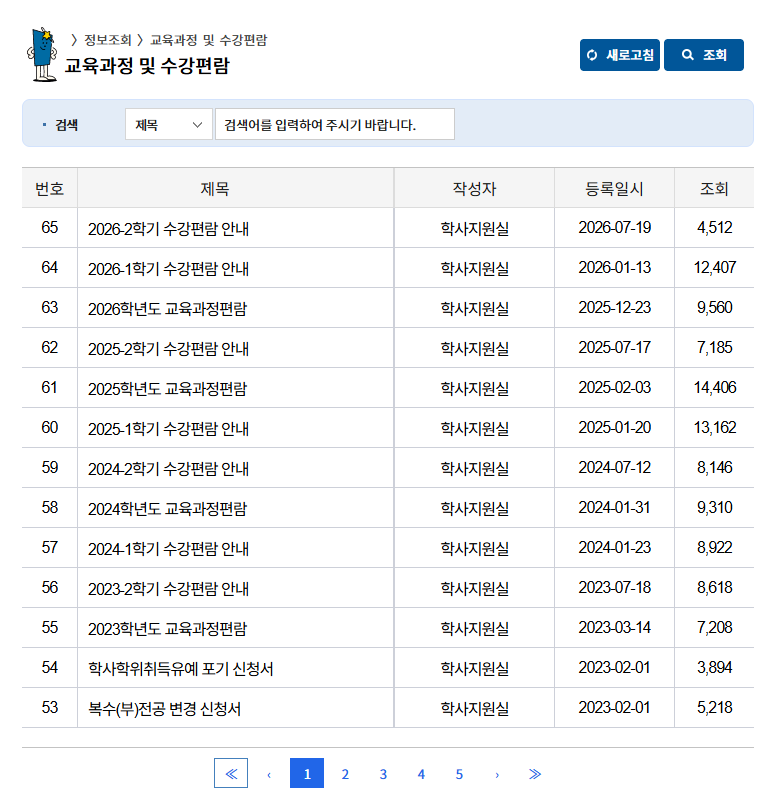 〉 정보조회 〉 교육과정 및 수강편람
교육과정 및 수강편람
새로고침 조회
· 검색 제목 검색어를 입력하여 주시기 바랍니다.
번호 제목 작성자 등록일시 조회
65 2026-2학기 수강편람 안내 학사지원실 2026-07-19 4,512
64 2026-1학기 수강편람 안내 학사지원실 2026-01-13 12,407
63 2026학년도 교육과정편람 학사지원실 2025-12-23 9,560
62 2025-2학기 수강편람 안내 학사지원실 2025-07-17 7,185
61 2025학년도 교육과정편람 학사지원실 2025-02-03 14,406
60 2025-1학기 수강편람 안내 학사지원실 2025-01-20 13,162
59 2024-2학기 수강편람 안내 학사지원실 2024-07-12 8,146
58 2024학년도 교육과정편람 학사지원실 2024-01-31 9,310
57 2024-1학기 수강편람 안내 학사지원실 2024-01-23 8,922
56 2023-2학기 수강편람 안내 학사지원실 2023-07-18 8,618
55 2023학년도 교육과정편람 학사지원실 2023-03-14 7,208
54 학사학위취득유예 포기 신청서 학사지원실 2023-02-01 3,894
53 복수(부)전공 변경 신청서 학사지원실 2023-02-01 5,218
≪ ‹ 1 2 3 4 5 › ≫